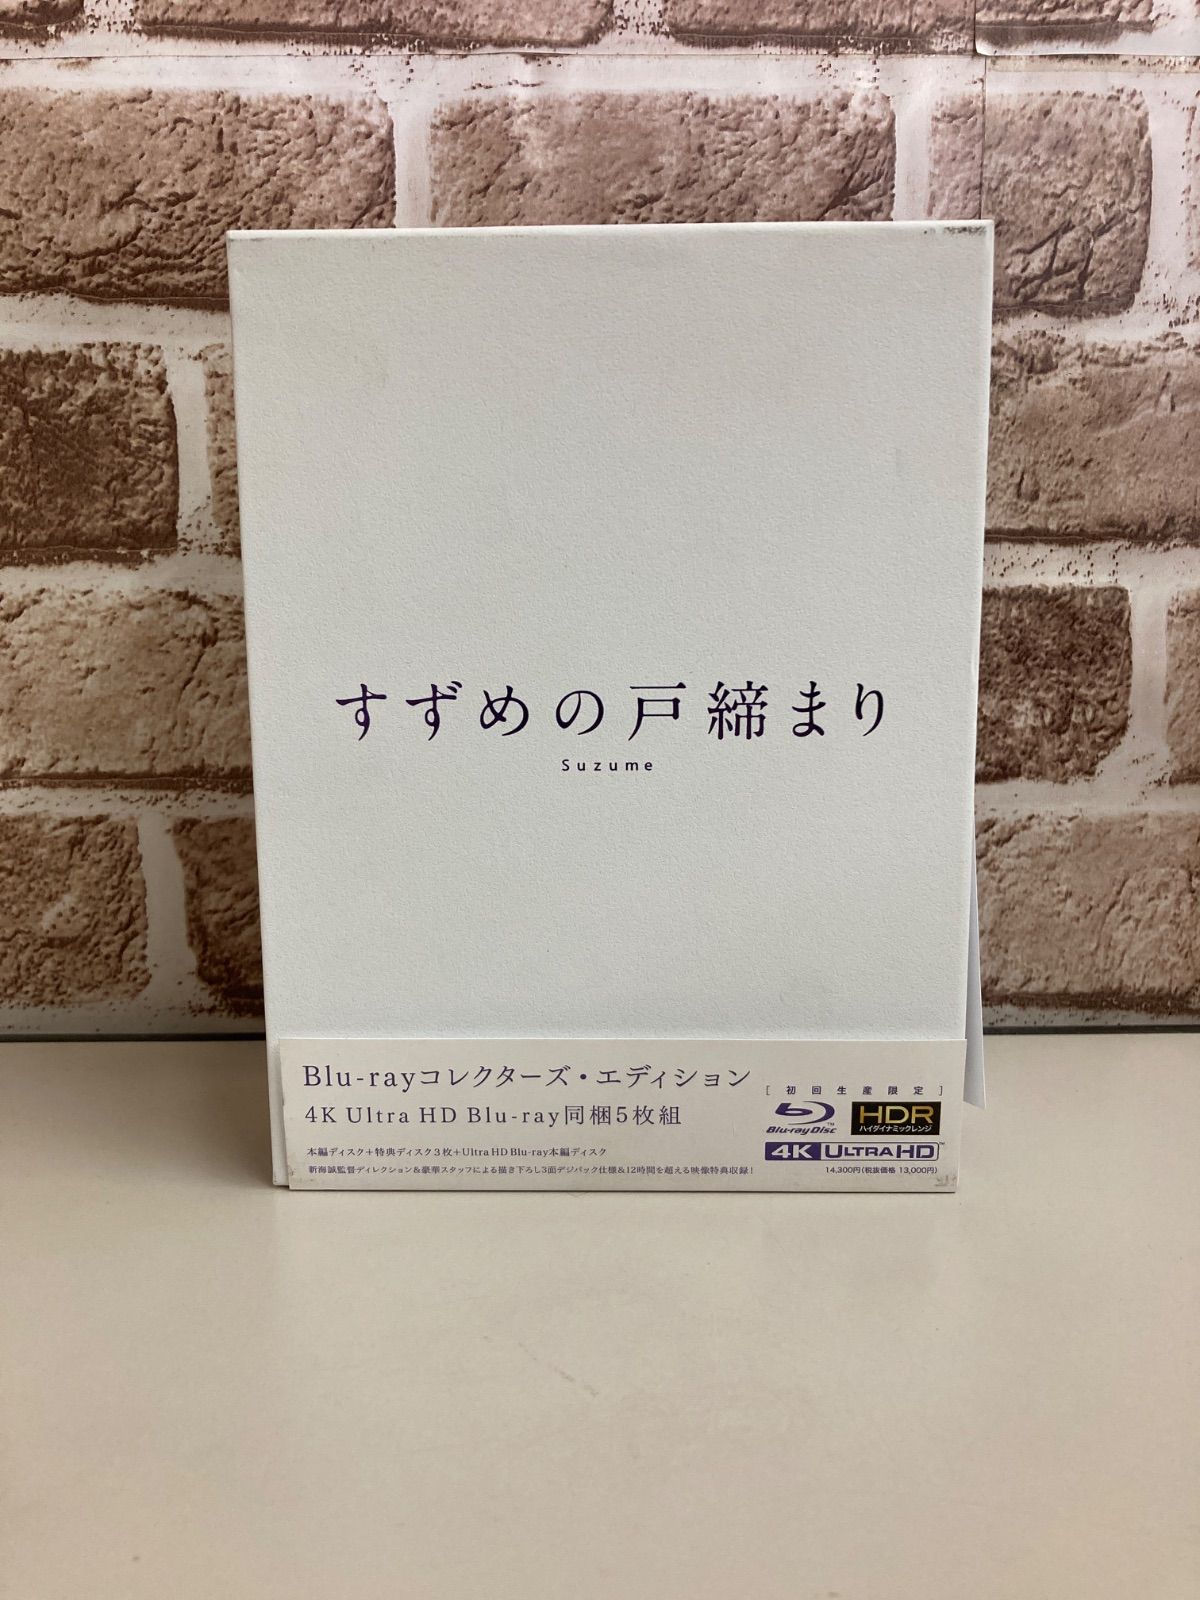 すずめの戸締まり
Suzume
Blu-rayコレクターズ・エディション
4K Ultra HD Blu-ray同梱5枚組
本編ディスク+特典ディスク3枚+Ultra HD Blu-ray本編ディスク
新海誠監督ディレクション&豪華スタッフによる描き下ろし3面デジパック仕様&12時間を超える映像特典収録!
[初回生産限定]
Blu-ray Disc™
HDR
ハイダイナミックレンジ
4K ULTRA HD™
14,300円(税抜価格 13,000円)